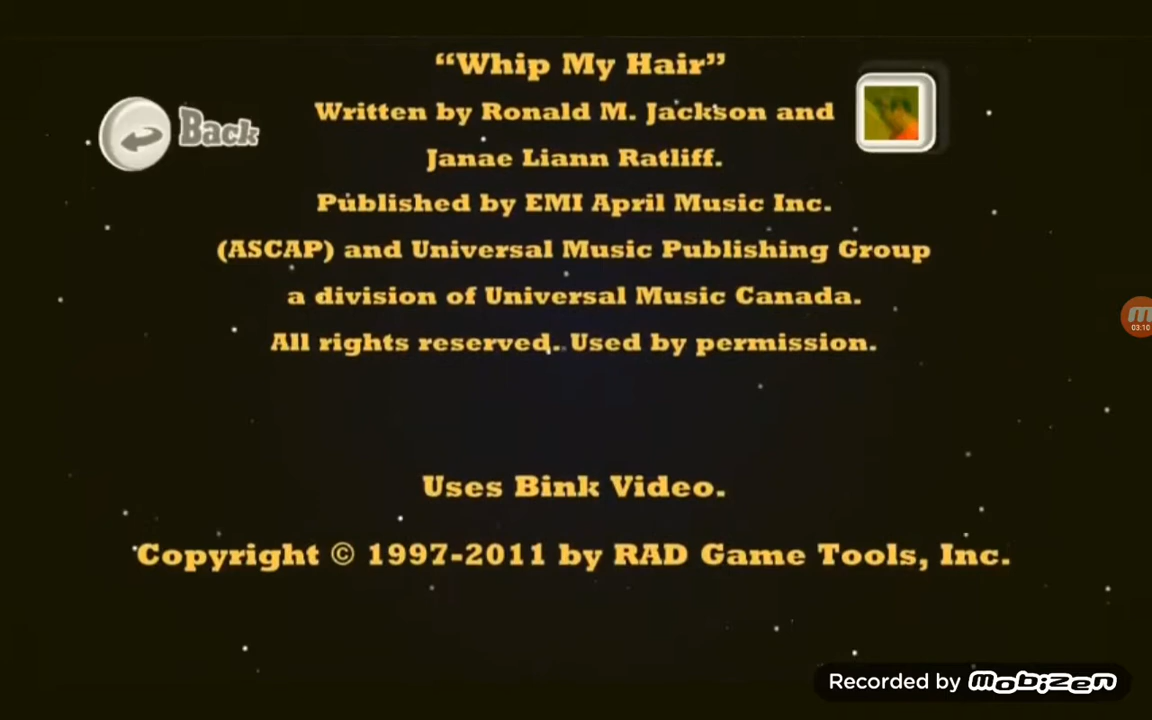 “Whip My Hair”
Back
Written by Ronald M. Jackson and
Janae Liann Ratliff.
Published by EMI April Music Inc.
(ASCAP) and Universal Music Publishing Group
a division of Universal Music Canada.
All rights reserved. Used by permission.
03:10
Uses Bink Video.
Copyright © 1997-2011 by RAD Game Tools, Inc.
Recorded by mobizen